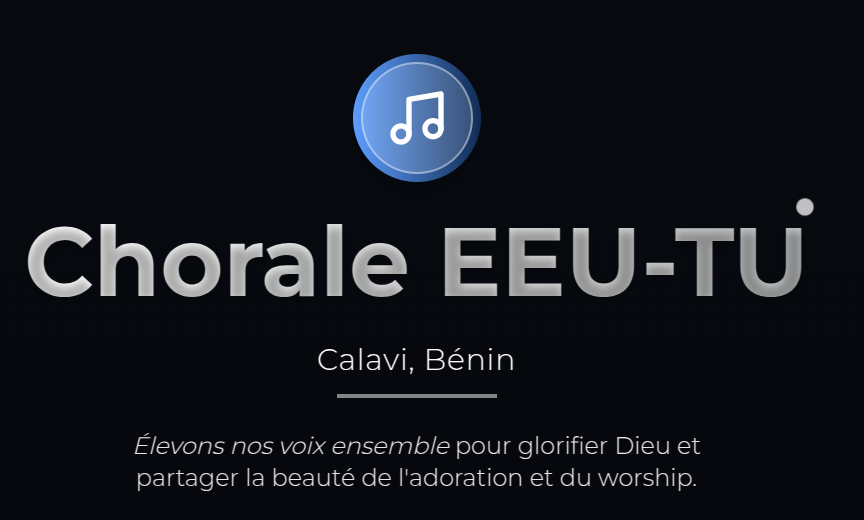 Chorale EEU-TU
Calavi, Bénin
Élevons nos voix ensemble pour glorifier Dieu et
partager la beauté de l'adoration et du worship.